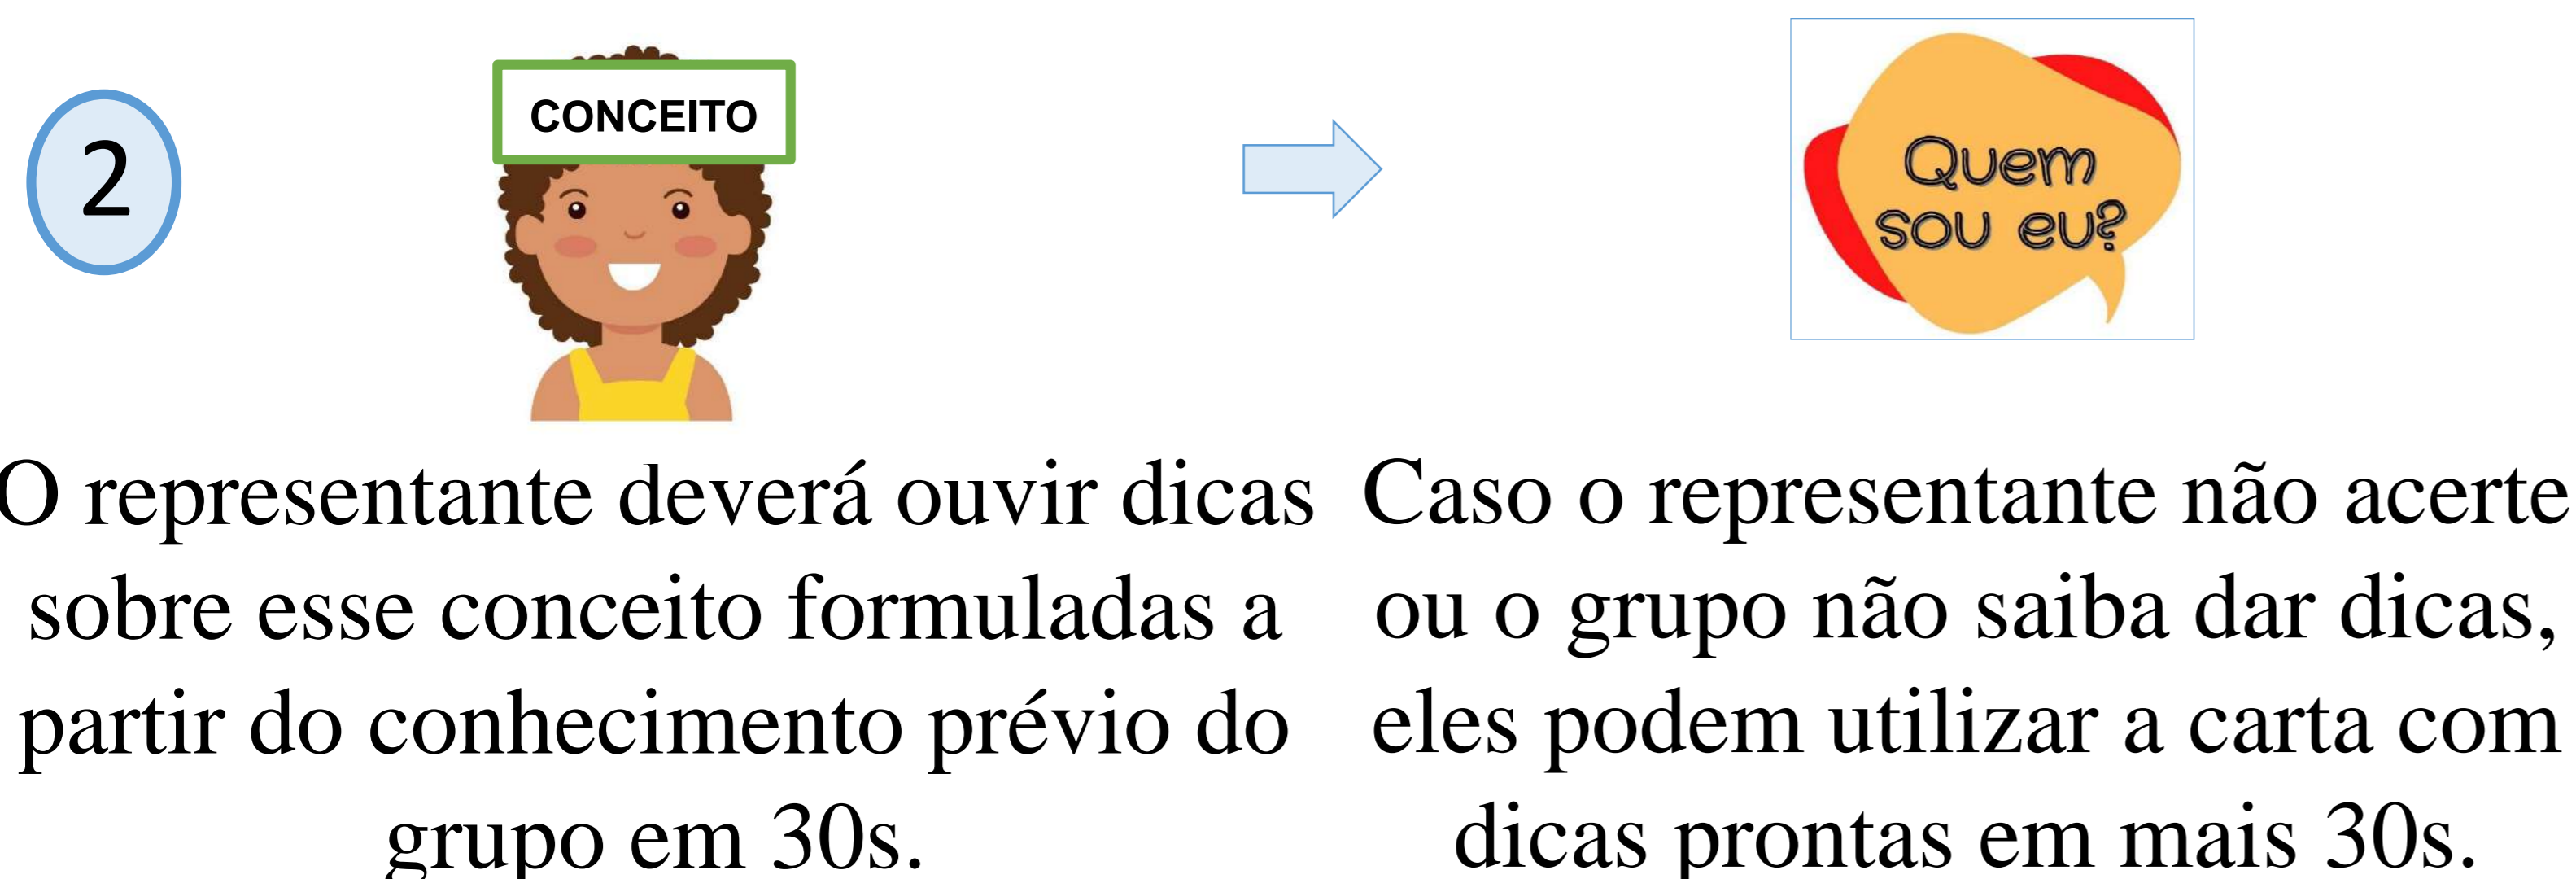 2
CONCEITO
Quem
sou eu?
O representante deverá ouvir dicas
sobre esse conceito formuladas a
partir do conhecimento prévio do
grupo em 30s.
Caso o representante não acerte
ou o grupo não saiba dar dicas,
eles podem utilizar a carta com
dicas prontas em mais 30s.